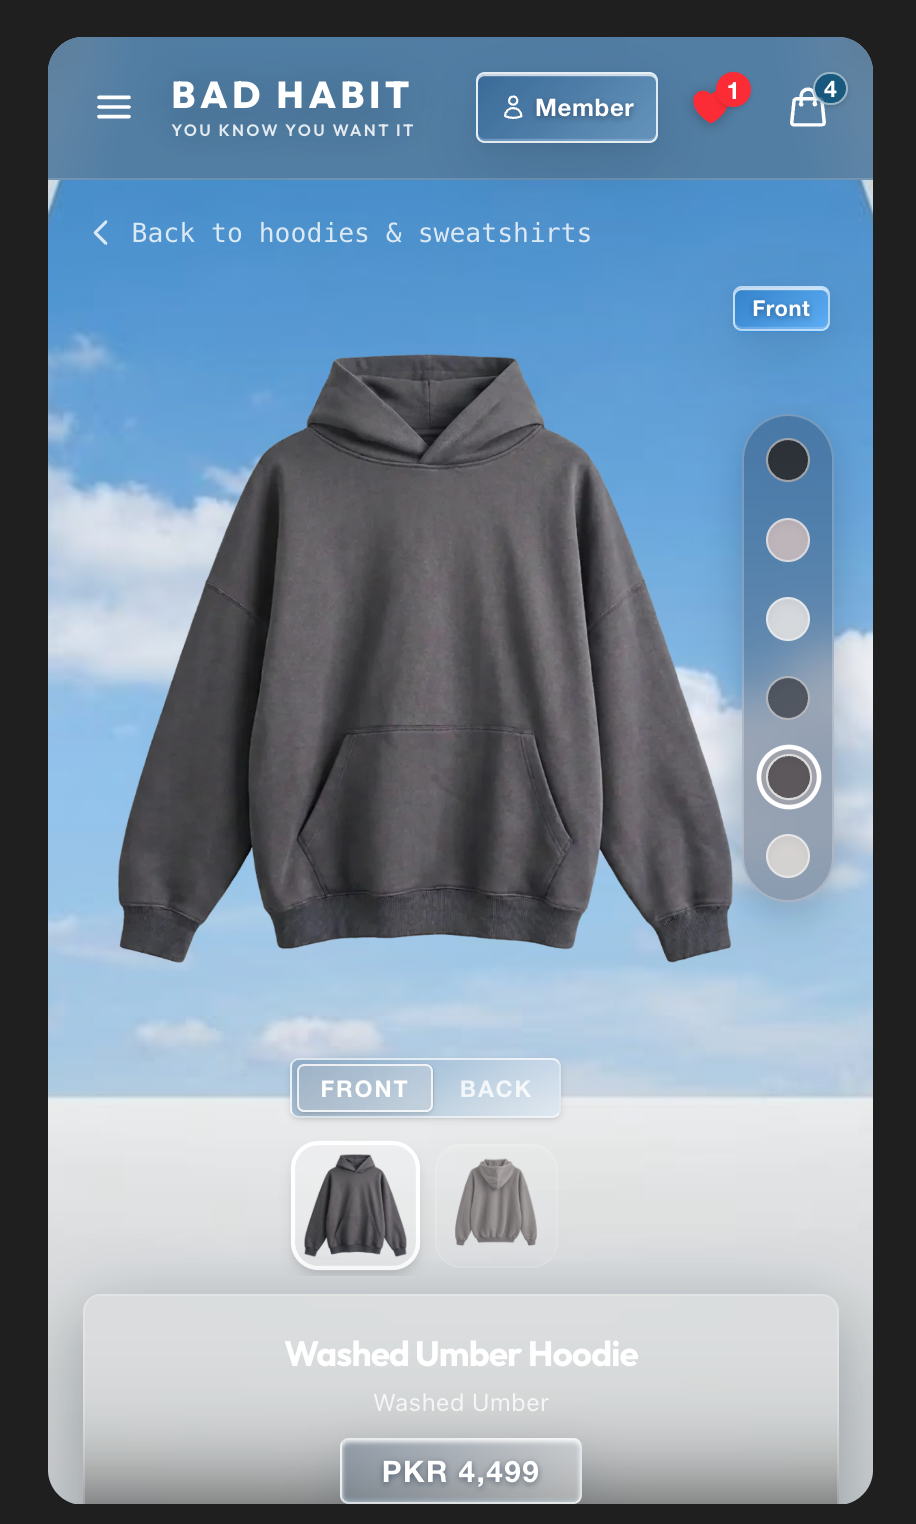 BAD HABIT
YOU KNOW YOU WANT IT
Member
1
4
Back to hoodies & sweatshirts
Front
FRONT
BACK
Washed Umber Hoodie
Washed Umber
PKR 4,499